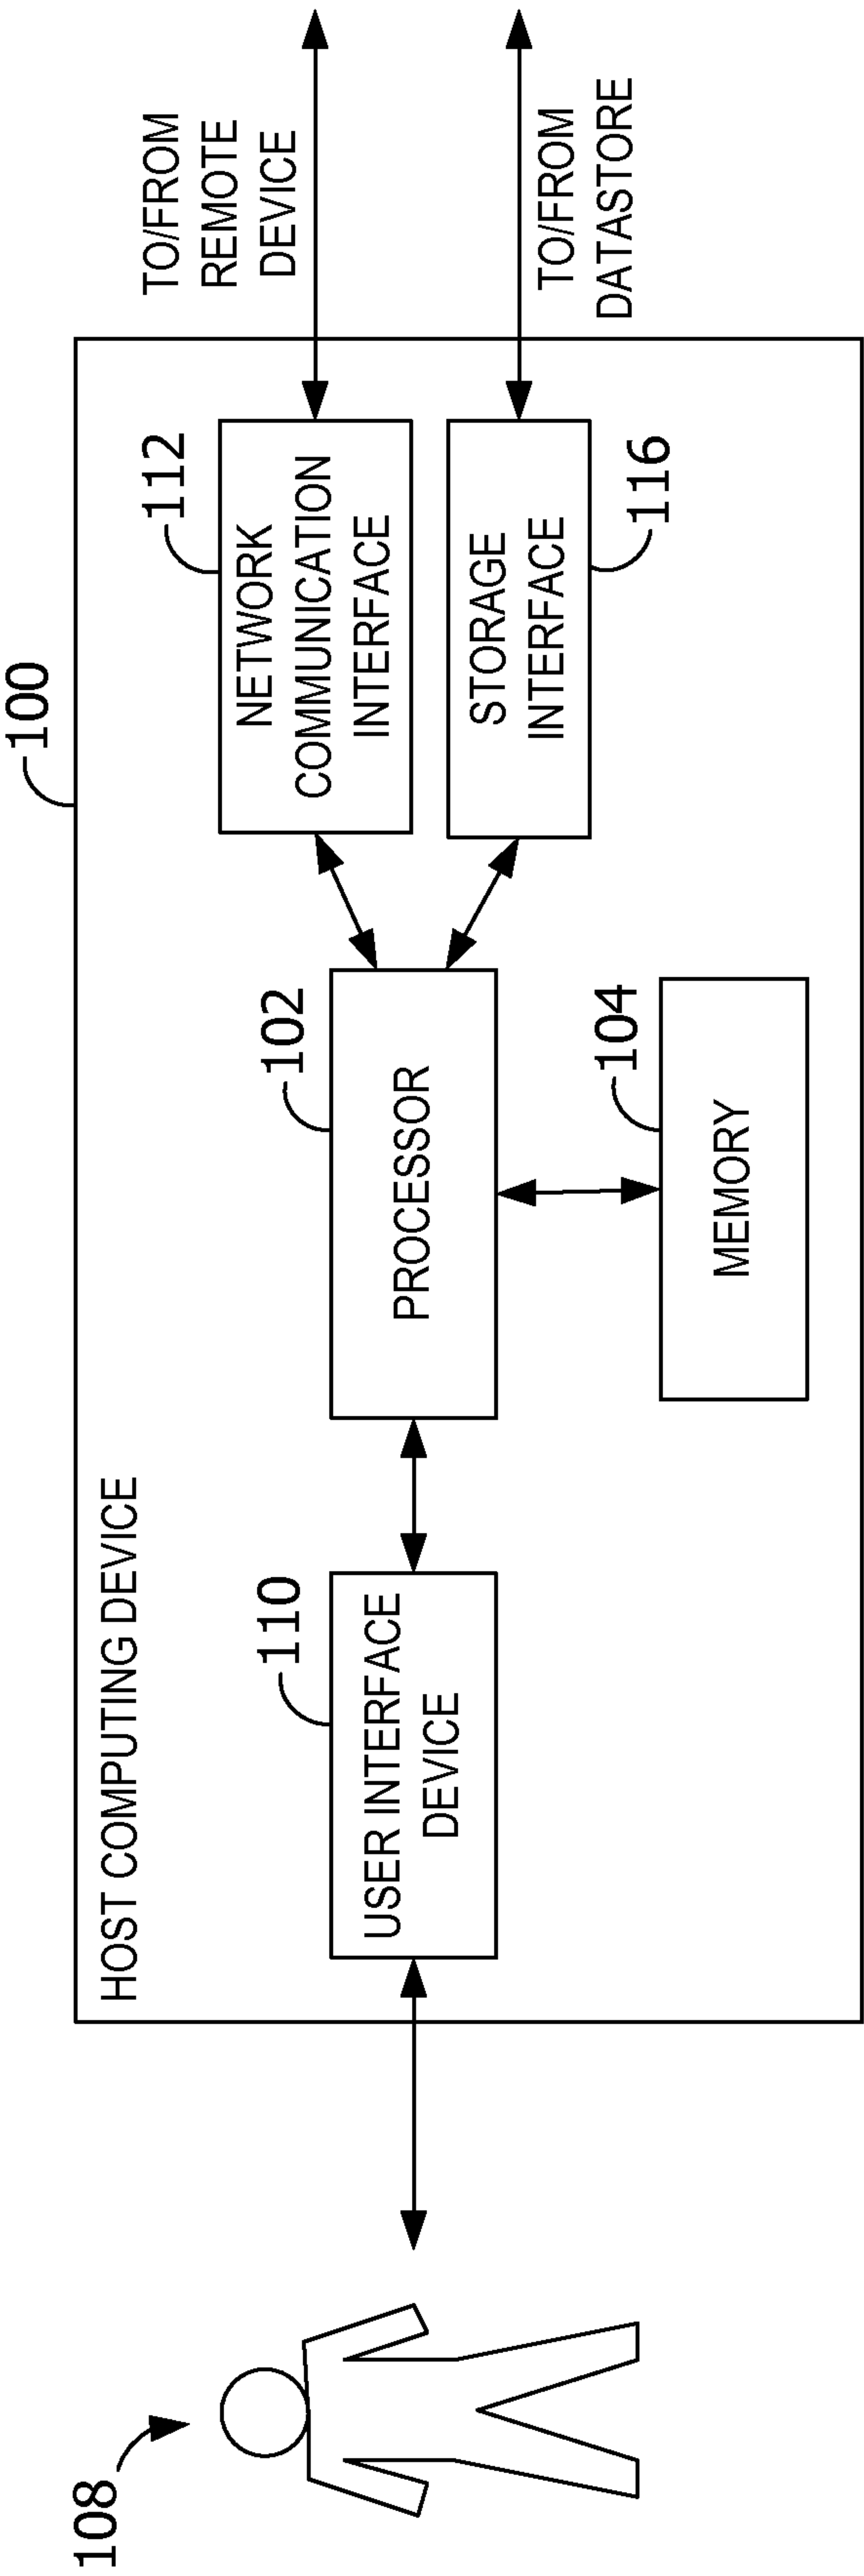 100
HOST COMPUTING DEVICE
108
110
USER INTERFACE
DEVICE
102
PROCESSOR
104
MEMORY
112
NETWORK
COMMUNICATION
INTERFACE
TO/FROM
REMOTE
DEVICE
STORAGE
INTERFACE
116
TO/FROM
DATASTORE